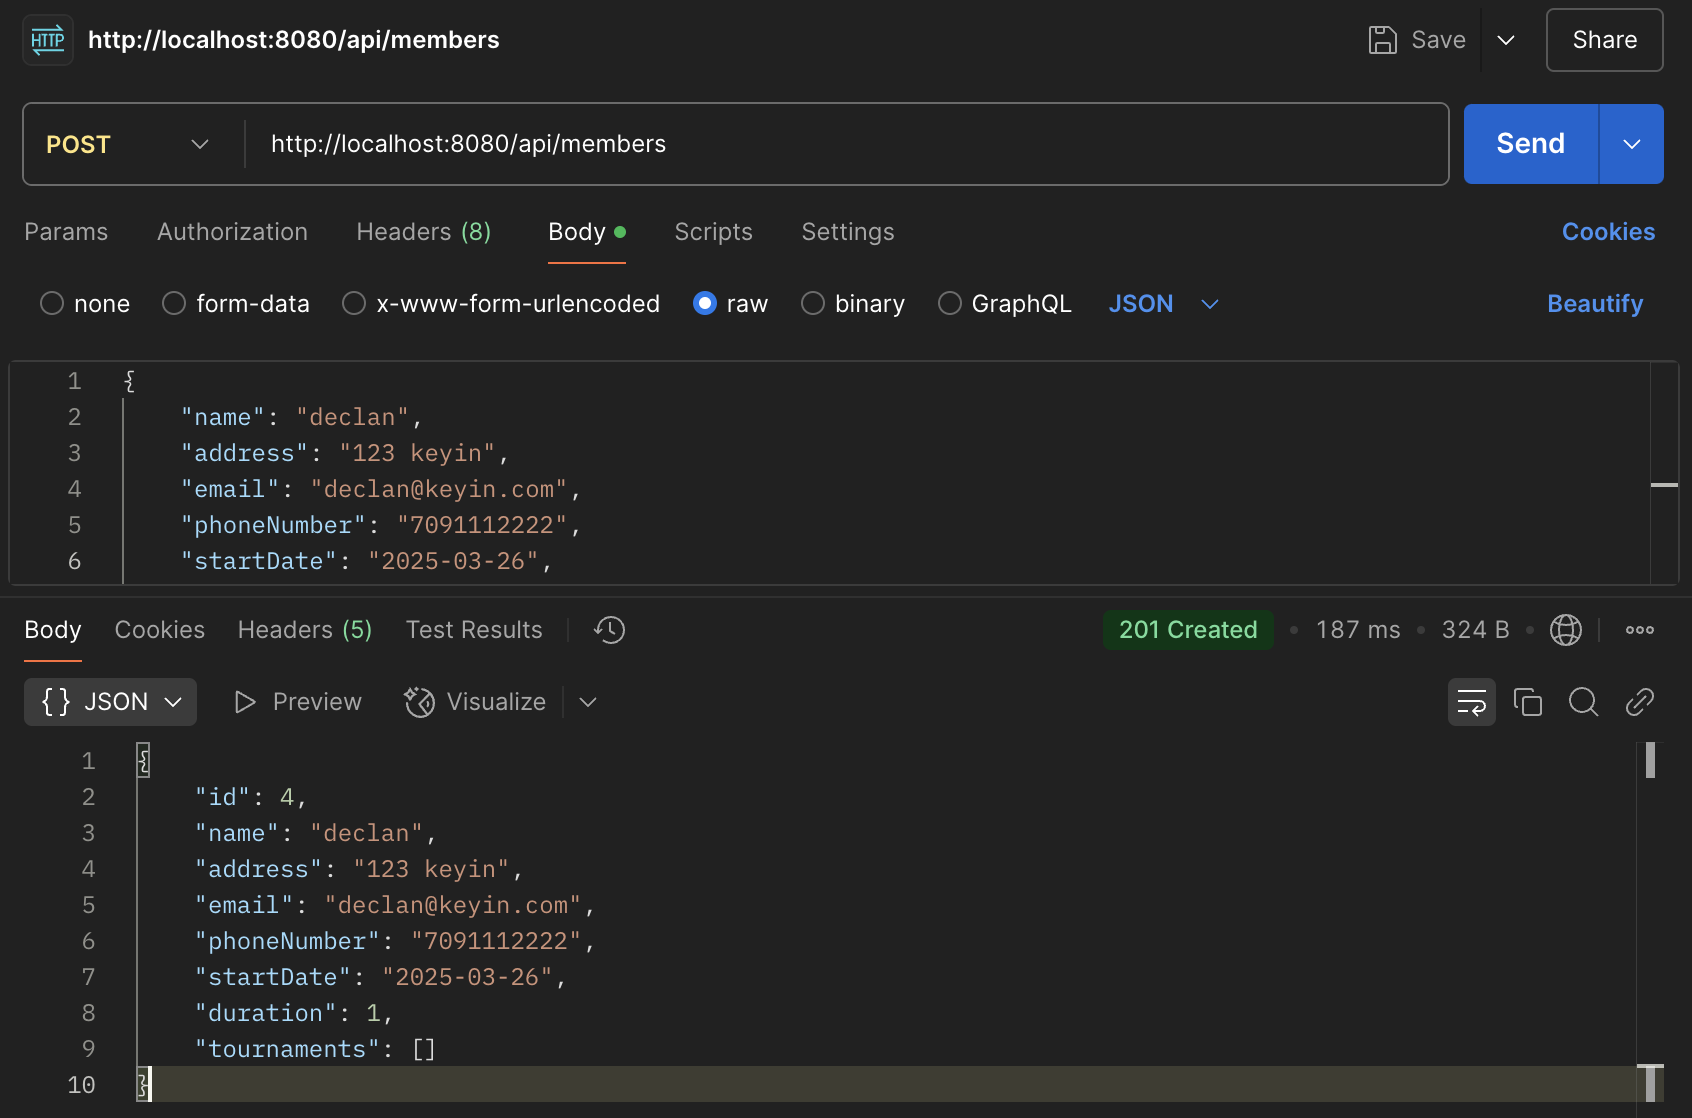 HTTP http://localhost:8080/api/members Save Share
POST http://localhost:8080/api/members Send
Params Authorization Headers (8) Body Scripts Settings Cookies
none form-data x-www-form-urlencoded raw binary GraphQL JSON Beautify
1 {
2 "name": "declan",
3 "address": "123 keyin",
4 "email": "declan@keyin.com",
5 "phoneNumber": "7091112222",
6 "startDate": "2025-03-26",
Body Cookies Headers (5) Test Results 201 Created • 187 ms • 324 B •
{} JSON Preview Visualize
1 {
2 "id": 4,
3 "name": "declan",
4 "address": "123 keyin",
5 "email": "declan@keyin.com",
6 "phoneNumber": "7091112222",
7 "startDate": "2025-03-26",
8 "duration": 1,
9 "tournaments": []
10 }